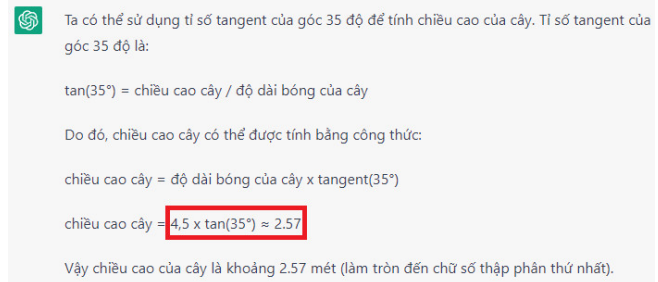 Ta có thể sử dụng tỉ số tangent của góc 35 độ để tính chiều cao của cây. Tỉ số tangent của
góc 35 độ là:
tan(35°) = chiều cao cây / độ dài bóng của cây
Do đó, chiều cao cây có thể được tính bằng công thức:
chiều cao cây = độ dài bóng của cây x tangent(35°)
chiều cao cây = 4,5 x tan(35°) ≈ 2.57
Vậy chiều cao của cây là khoảng 2.57 mét (làm tròn đến chữ số thập phân thứ nhất).